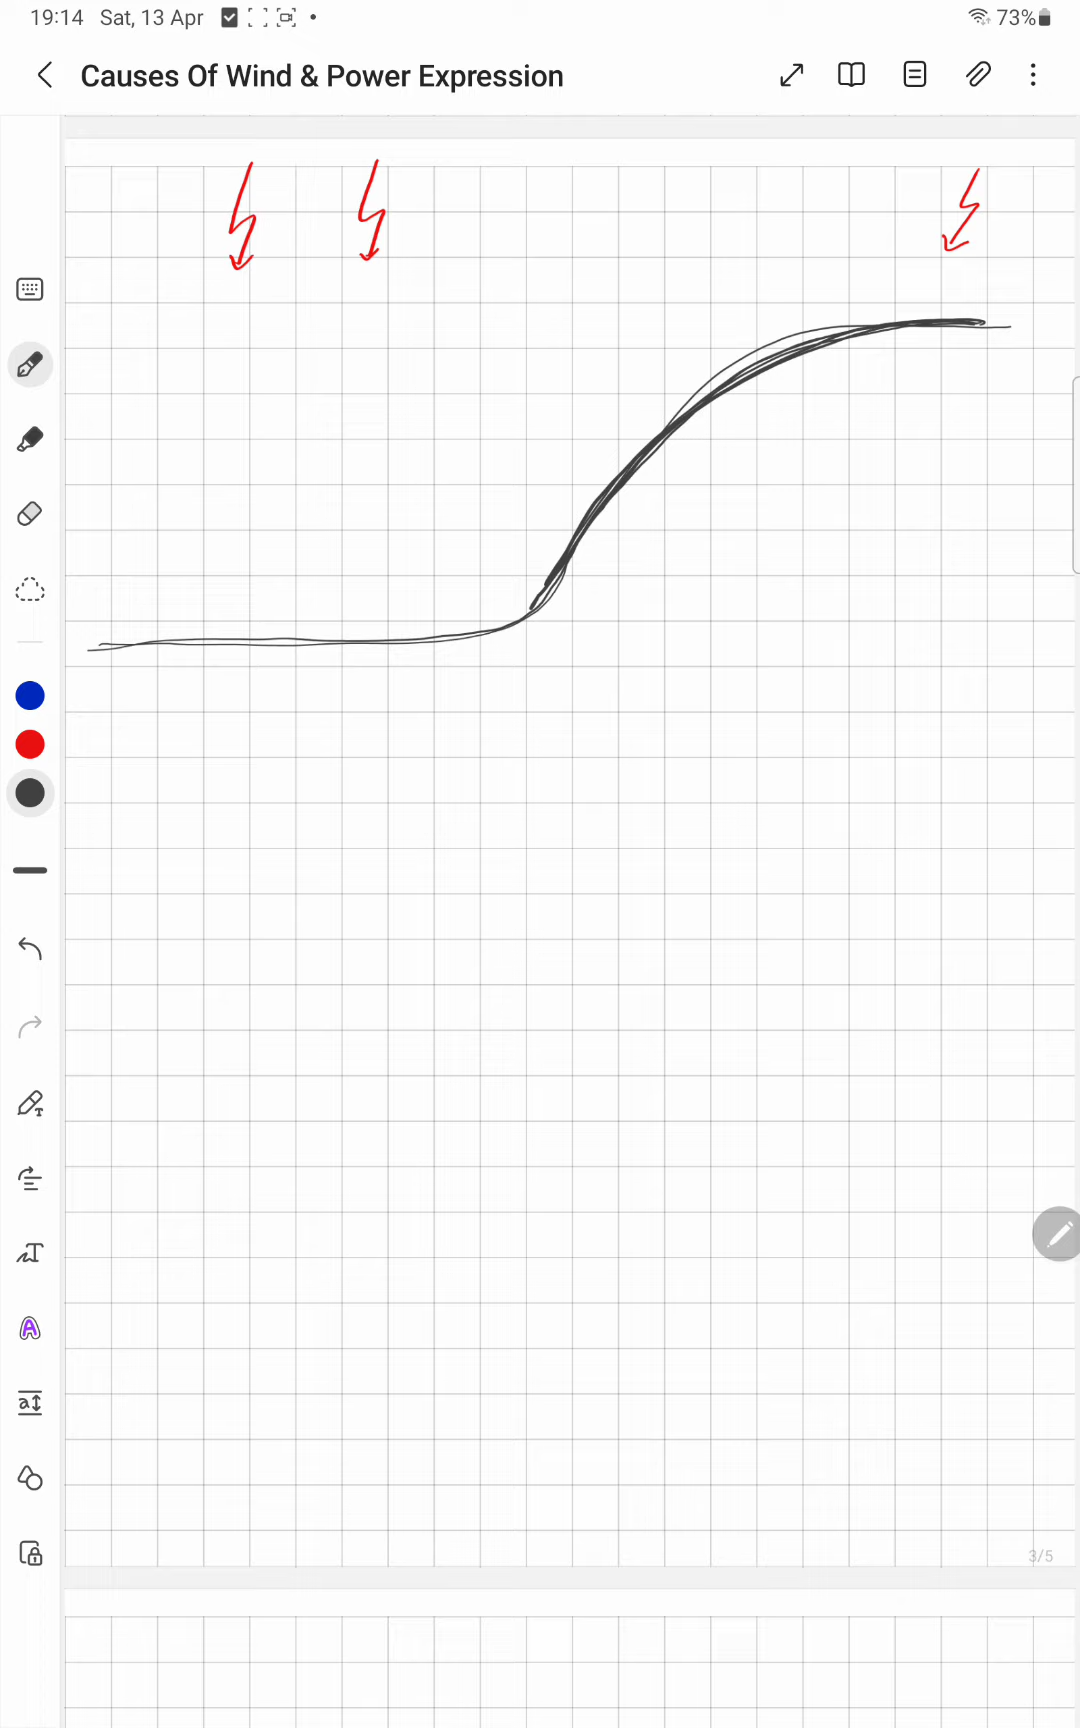 19:14 Sat, 13 Apr
73%
Causes Of Wind & Power Expression
T
T
A
a
3/5